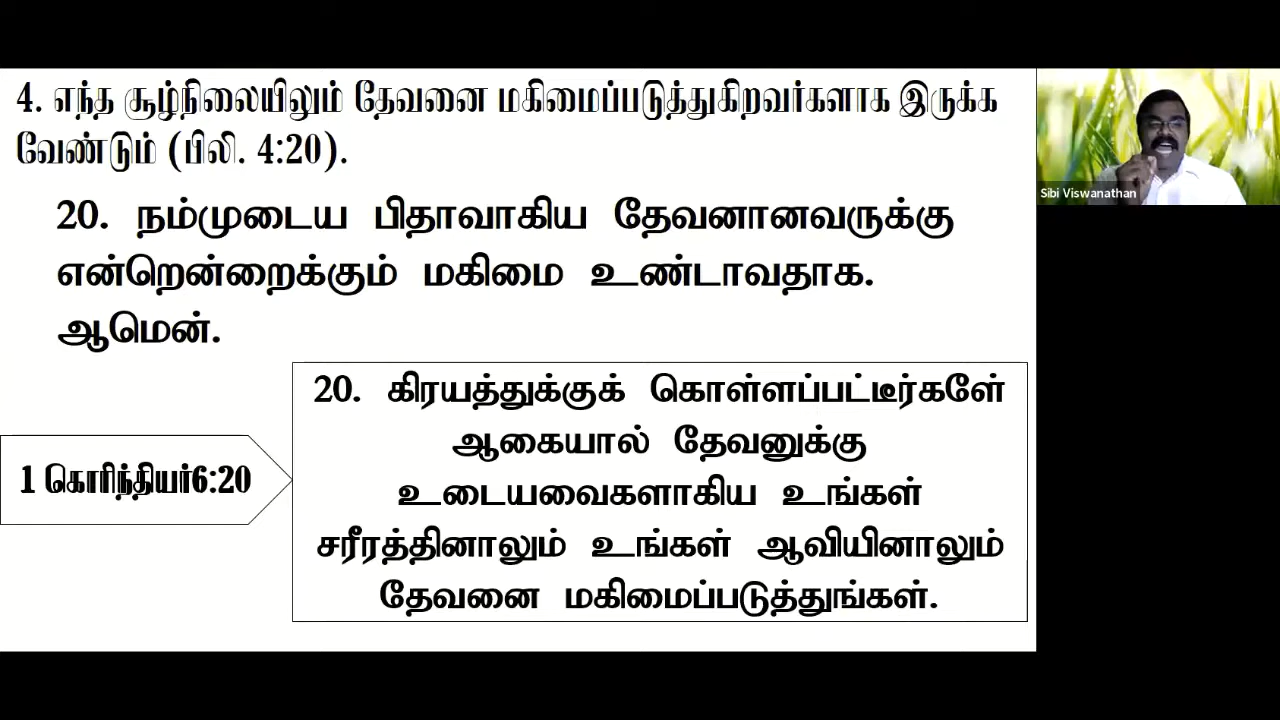 4. எந்த சூழ்நிலையிலும் தேவனை மகிமைப்படுத்துகிறவர்களாக இருக்க
வேண்டும் (பிலி. 4:20).
20. நம்முடைய பிதாவாகிய தேவனானவருக்கு
என்றென்றைக்கும் மகிமை உண்டாவதாக.
ஆமென்.
1 கொரிந்தியர்6:20
20. கிரயத்துக்குக் கொள்ளப்பட்டீர்களே
ஆகையால் தேவனுக்கு
உடையவைகளாகிய உங்கள்
சரீரத்தினாலும் உங்கள் ஆவியினாலும்
தேவனை மகிமைப்படுத்துங்கள்.
Sibi Viswanathan